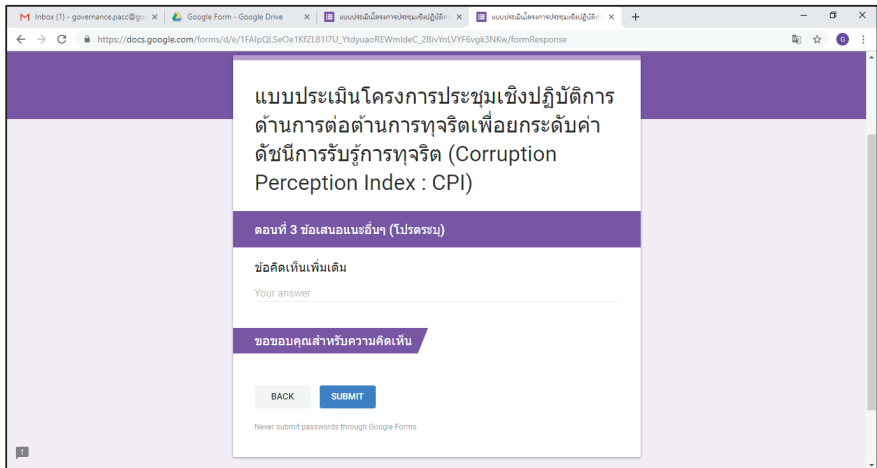 Inbox (1) - governance.pacc@gm
Google Form - Google Drive
แบบประเมินโครงการประชุมเชิงปฏิบัติก
แบบประเมินโครงการประชุมเชิงปฏิบัติก
https://docs.google.com/forms/d/e/1FAIpQLSeOe1KfZL81I7U_YtdyuaoREWmIdeC_2BivYnLVYF6vgk3NKw/formResponse
G
แบบประเมินโครงการประชุมเชิงปฏิบัติการ
ด้านการต่อต้านการทุจริตเพื่อยกระดับค่า
ดัชนีการรับรู้การทุจริต (Corruption
Perception Index : CPI)
ตอนที่ 3 ข้อเสนอแนะอื่นๆ (โปรดระบุ)
ข้อคิดเห็นเพิ่มเติม
Your answer
ขอขอบคุณสำหรับความคิดเห็น
BACK
SUBMIT
Never submit passwords through Google Forms.